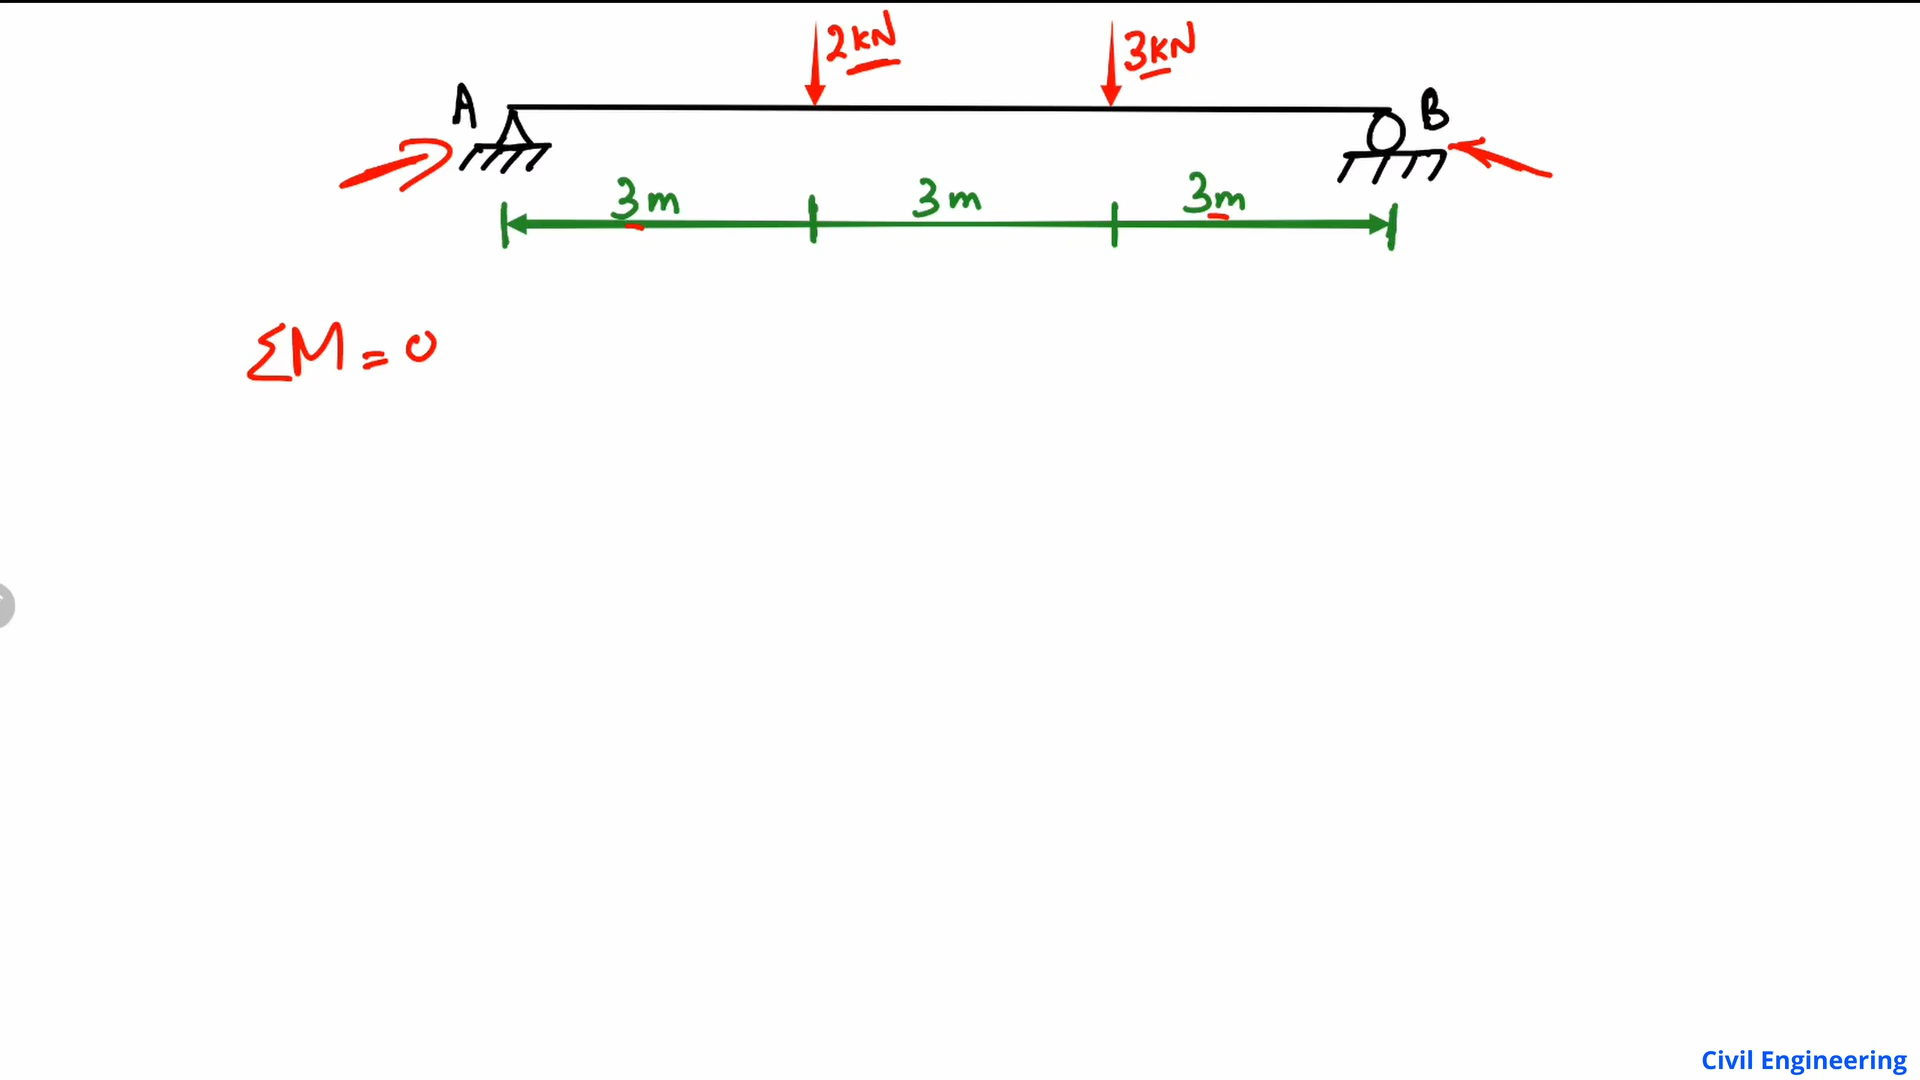 2kN 3kN
A B
3m 3m 3m
ΣM = 0
Civil Engineering